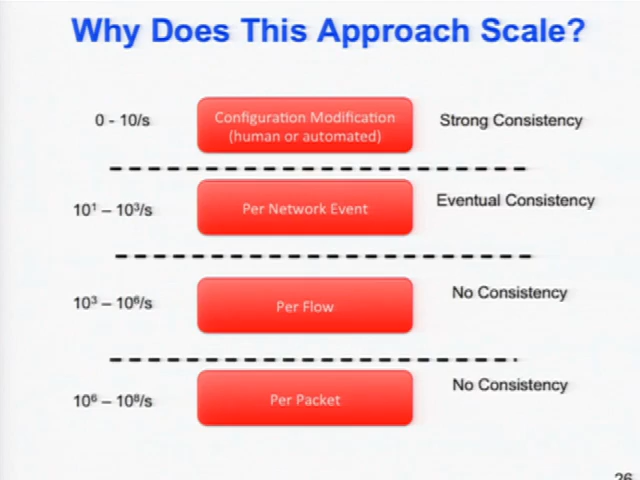 Why Does This Approach Scale?
0 - 10/s
Configuration Modification
(human or automated)
Strong Consistency
10¹ – 10³/s
Per Network Event
Eventual Consistency
10³ – 10⁶/s
Per Flow
No Consistency
10⁶ – 10⁸/s
Per Packet
No Consistency
26